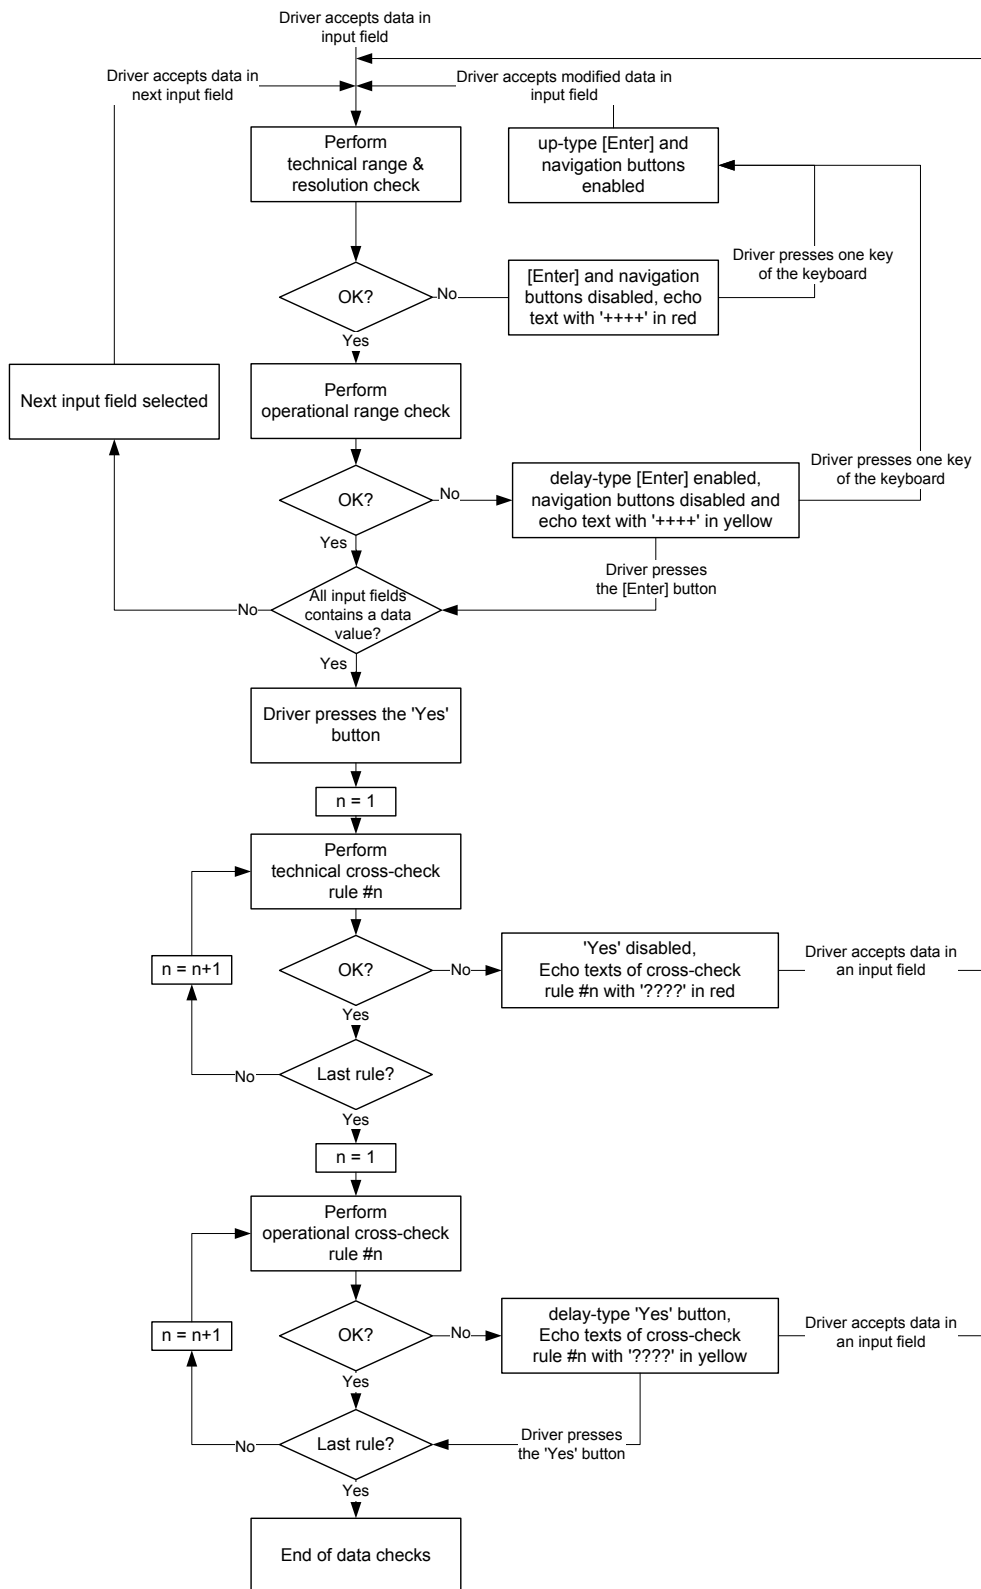 Driver accepts data in
input field
Driver accepts data in
next input field
Driver accepts modified data in
input field
Perform
technical range &
resolution check
up-type [Enter] and
navigation buttons
enabled
Driver presses one key
of the keyboard
OK?
No
[Enter] and navigation
buttons disabled, echo
text with '++++' in red
Yes
Next input field selected
Perform
operational range check
Driver presses one key
of the keyboard
OK?
No
delay-type [Enter] enabled,
navigation buttons disabled and
echo text with '++++' in yellow
Yes
Driver presses
the [Enter] button
No
All input fields
contains a data
value?
Yes
Driver presses the 'Yes'
button
n = 1
Perform
technical cross-check
rule #n
n = n+1
OK?
No
'Yes' disabled,
Echo texts of cross-check
rule #n with '????' in red
Driver accepts data in
an input field
Yes
No
Last rule?
Yes
n = 1
Perform
operational cross-check
rule #n
n = n+1
OK?
No
delay-type 'Yes' button,
Echo texts of cross-check
rule #n with '????' in yellow
Driver accepts data in
an input field
Yes
No
Last rule?
Driver presses
the 'Yes' button
Yes
End of data checks